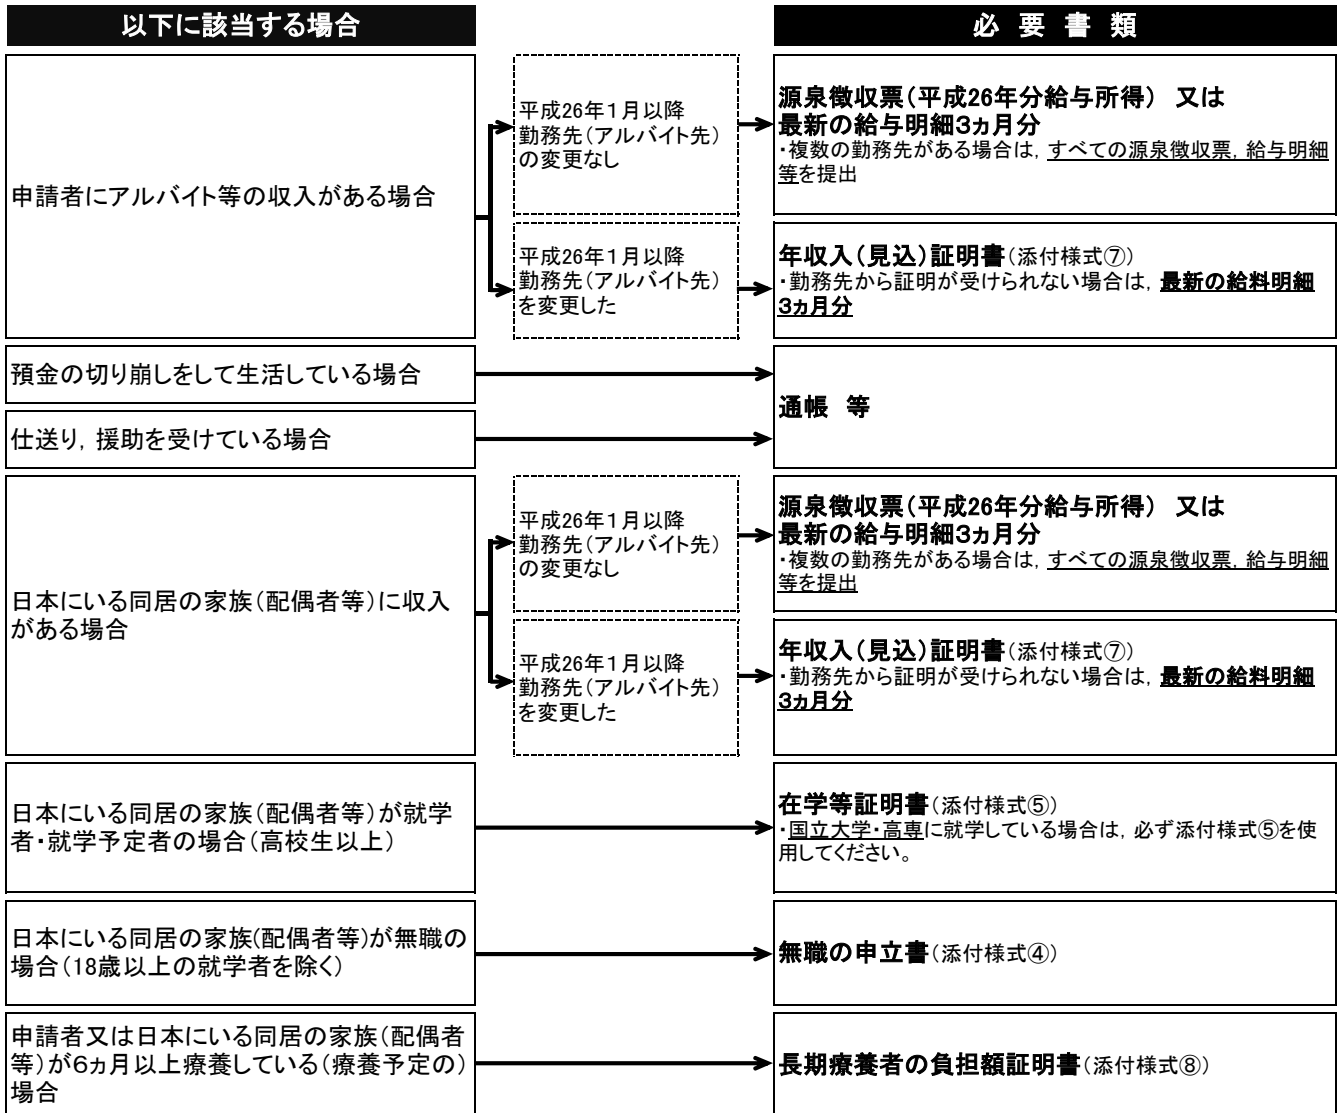 以下に該当する場合
必 要 書 類
申請者にアルバイト等の収入がある場合
平成26年1月以降
勤務先(アルバイト先)
の変更なし
源泉徴収票(平成26年分給与所得) 又は
最新の給与明細3ヵ月分
・複数の勤務先がある場合は, すべての源泉徴収票, 給与明細
等を提出
平成26年1月以降
勤務先(アルバイト先)
を変更した
年収入(見込)証明書(添付様式⑦)
・勤務先から証明が受けられない場合は, 最新の給料明細
3ヵ月分
預金の切り崩しをして生活している場合
仕送り, 援助を受けている場合
通帳 等
日本にいる同居の家族(配偶者等)に収入
がある場合
平成26年1月以降
勤務先(アルバイト先)
の変更なし
源泉徴収票(平成26年分給与所得) 又は
最新の給与明細3ヵ月分
・複数の勤務先がある場合は, すべての源泉徴収票, 給与明細
等を提出
平成26年1月以降
勤務先(アルバイト先)
を変更した
年収入(見込)証明書(添付様式⑦)
・勤務先から証明が受けられない場合は, 最新の給料明細
3ヵ月分
日本にいる同居の家族(配偶者等)が就学
者・就学予定者の場合(高校生以上)
在学等証明書(添付様式⑤)
・国立大学・高専に就学している場合は, 必ず添付様式⑤を使
用してください。
日本にいる同居の家族(配偶者等)が無職の
場合(18歳以上の就学者を除く)
無職の申立書(添付様式④)
申請者又は日本にいる同居の家族(配偶者
等)が6ヵ月以上療養している(療養予定の)
場合
長期療養者の負担額証明書(添付様式⑧)